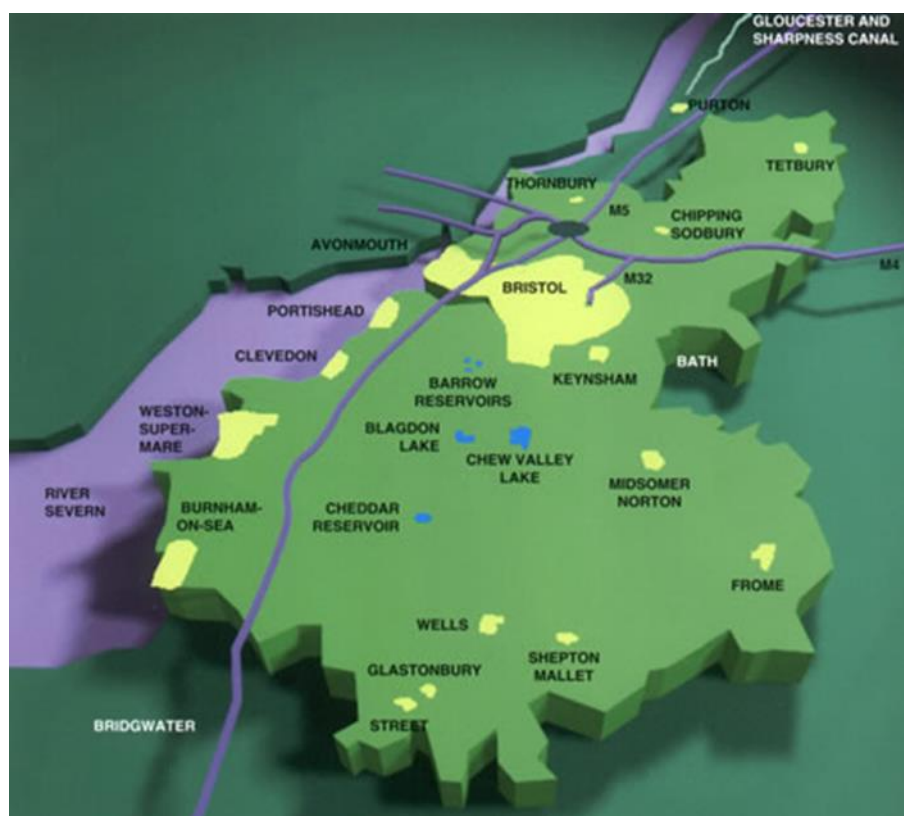 GLOUCESTER AND
SHARPNESS CANAL
PURTON
TETBURY
THORNBURY
M5
CHIPPING
SODBURY
AVONMOUTH
M4
M32
BRISTOL
PORTISHEAD
CLEVEDON
BATH
KEYNSHAM
BARROW
RESERVOIRS
WESTON-
SUPER-
MARE
BLAGDON
LAKE
CHEW VALLEY
LAKE
MIDSOMER
NORTON
RIVER
SEVERN
BURNHAM-
ON-SEA
CHEDDAR
RESERVOIR
FROME
WELLS
SHEPTON
MALLET
GLASTONBURY
STREET
BRIDGWATER